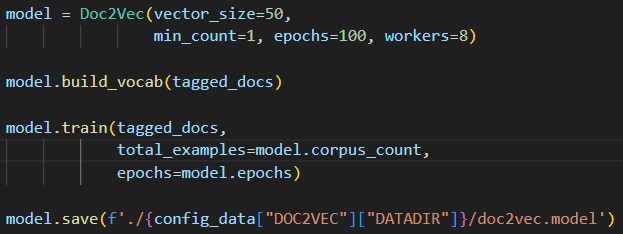 model = Doc2Vec(vector_size=50,
min_count=1, epochs=100, workers=8)
model.build_vocab(tagged_docs)
model.train(tagged_docs,
total_examples=model.corpus_count,
epochs=model.epochs)
model.save(f'./{config_data["DOC2VEC"]["DATADIR"]}/doc2vec.model')